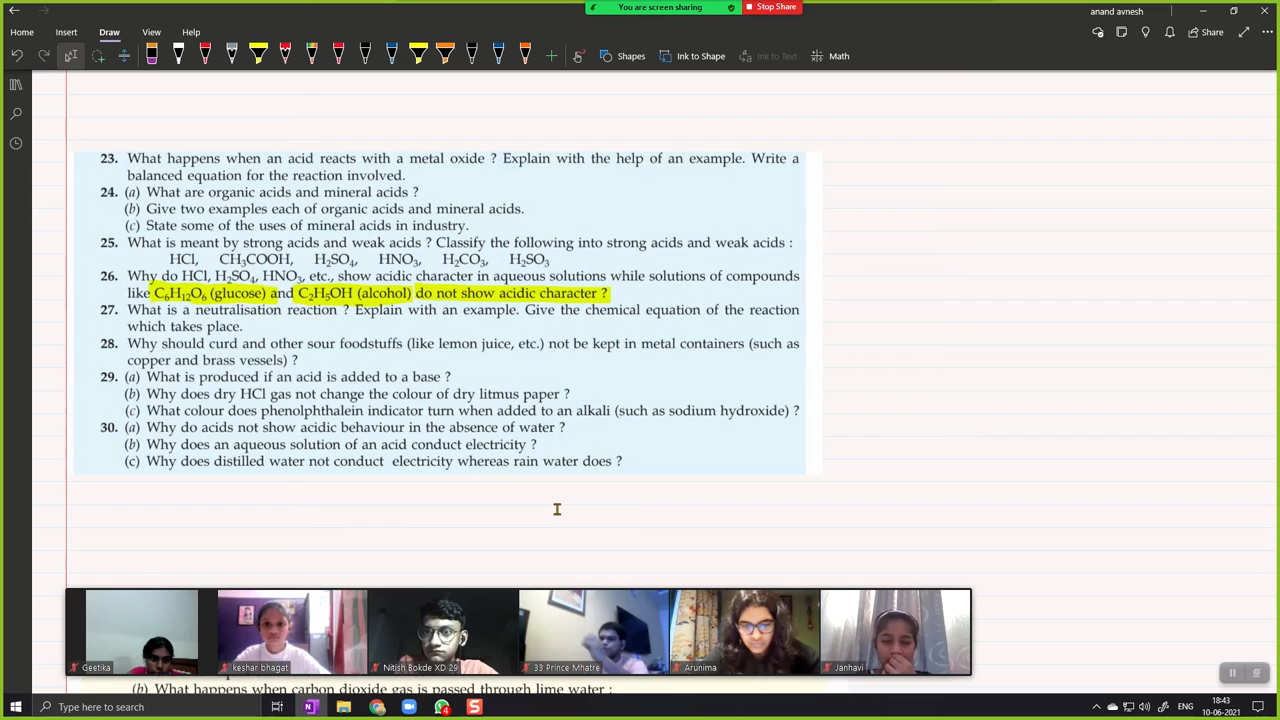 You are screen sharing
Stop Share
anand avnesh
Home Insert Draw View Help
Share
Shapes Ink to Shape Ink to Text Math
23. What happens when an acid reacts with a metal oxide ? Explain with the help of an example. Write a
balanced equation for the reaction involved.
24. (a) What are organic acids and mineral acids ?
(b) Give two examples each of organic acids and mineral acids.
(c) State some of the uses of mineral acids in industry.
25. What is meant by strong acids and weak acids ? Classify the following into strong acids and weak acids :
HCl, CH₃COOH, H₂SO₄, HNO₃, H₂CO₃, H₂SO₃
26. Why do HCl, H₂SO₄, HNO₃, etc., show acidic character in aqueous solutions while solutions of compounds
like C₆H₁₂O₆ (glucose) and C₂H₅OH (alcohol) do not show acidic character ?
27. What is a neutralisation reaction ? Explain with an example. Give the chemical equation of the reaction
which takes place.
28. Why should curd and other sour foodstuffs (like lemon juice, etc.) not be kept in metal containers (such as
copper and brass vessels) ?
29. (a) What is produced if an acid is added to a base ?
(b) Why does dry HCl gas not change the colour of dry litmus paper ?
(c) What colour does phenolphthalein indicator turn when added to an alkali (such as sodium hydroxide) ?
30. (a) Why do acids not show acidic behaviour in the absence of water ?
(b) Why does an aqueous solution of an acid conduct electricity ?
(c) Why does distilled water not conduct electricity whereas rain water does ?
Geetika keshar bhagat Nitish Bokde XD 29 33 Prince Mhatre Arunima Janhavi
(b) What happens when carbon dioxide gas is passed through lime water :
Type here to search
4
S
ENG
18:43
10-06-2021